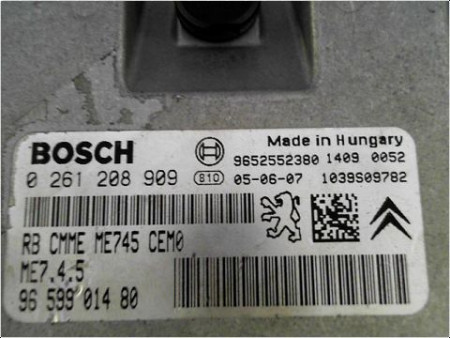 BOSCH
Made in Hungary
9652552380 1409 0052
0 261 208 909 810 05-06-07 1039S09782
RB CMME ME745 CEM0
ME7.4.5
96 599 014 80